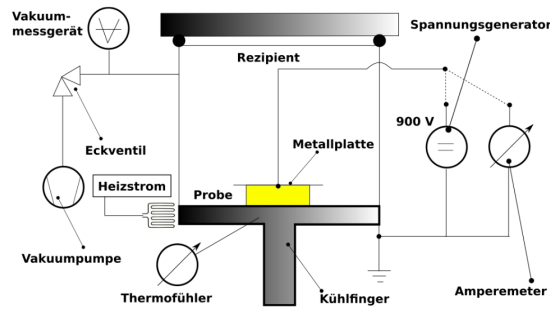 Vakuum-
messgerät
Spannungsgenerator
Rezipient
900 V
Eckventil
Metallplatte
Heizstrom
Probe
Vakuumpumpe
Thermofühler
Kühlfinger
Amperemeter